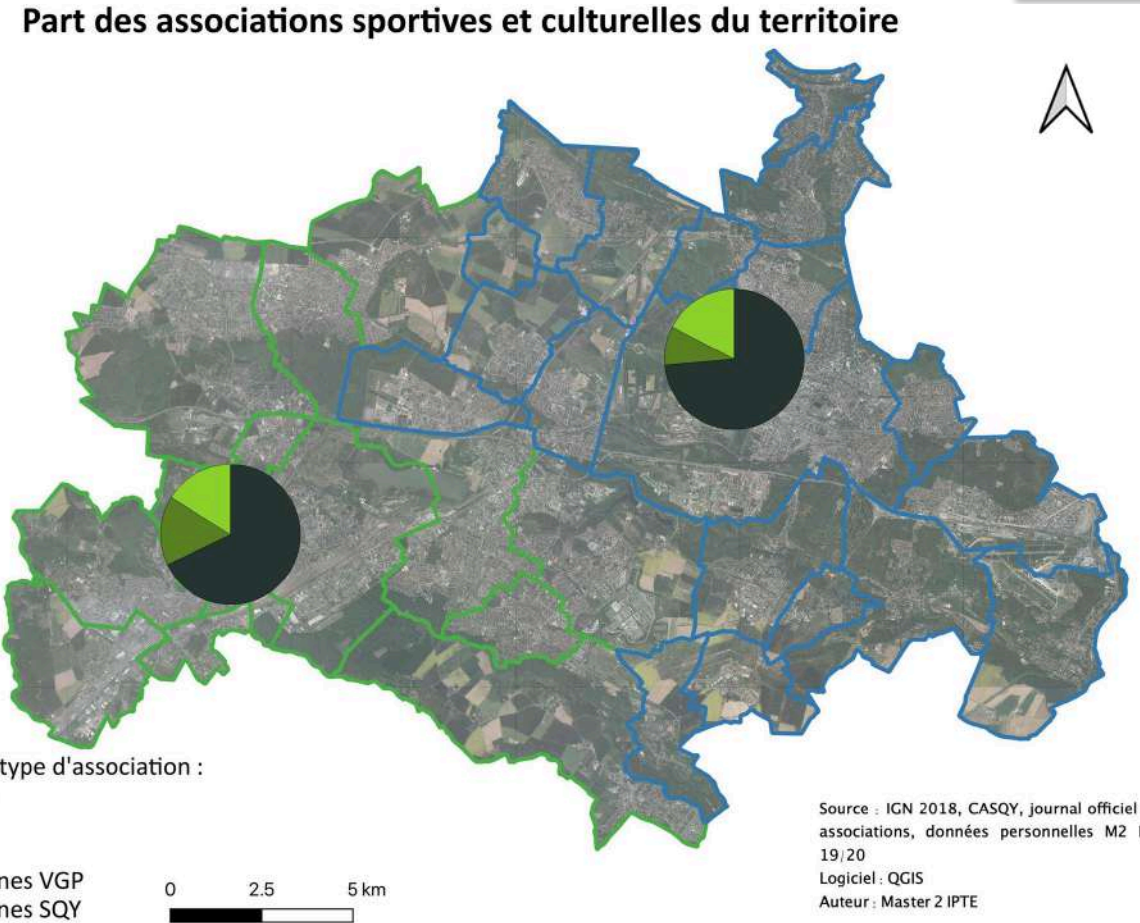 Part des associations sportives et culturelles du territoire
type d'association :
nes VGP
nes SQY
0 2.5 5 km
Source : IGN 2018, CASQY, journal officiel
associations, données personnelles M2
19/20
Logiciel : QGIS
Auteur : Master 2 IPTE